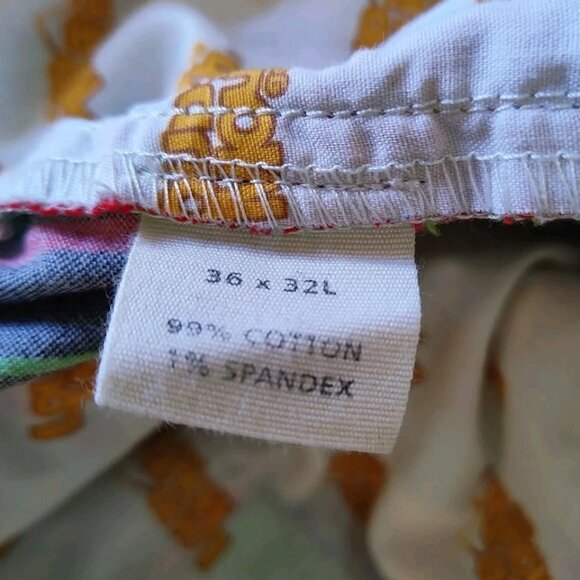 36 x 32L
99% COTTON
1% SPANDEX